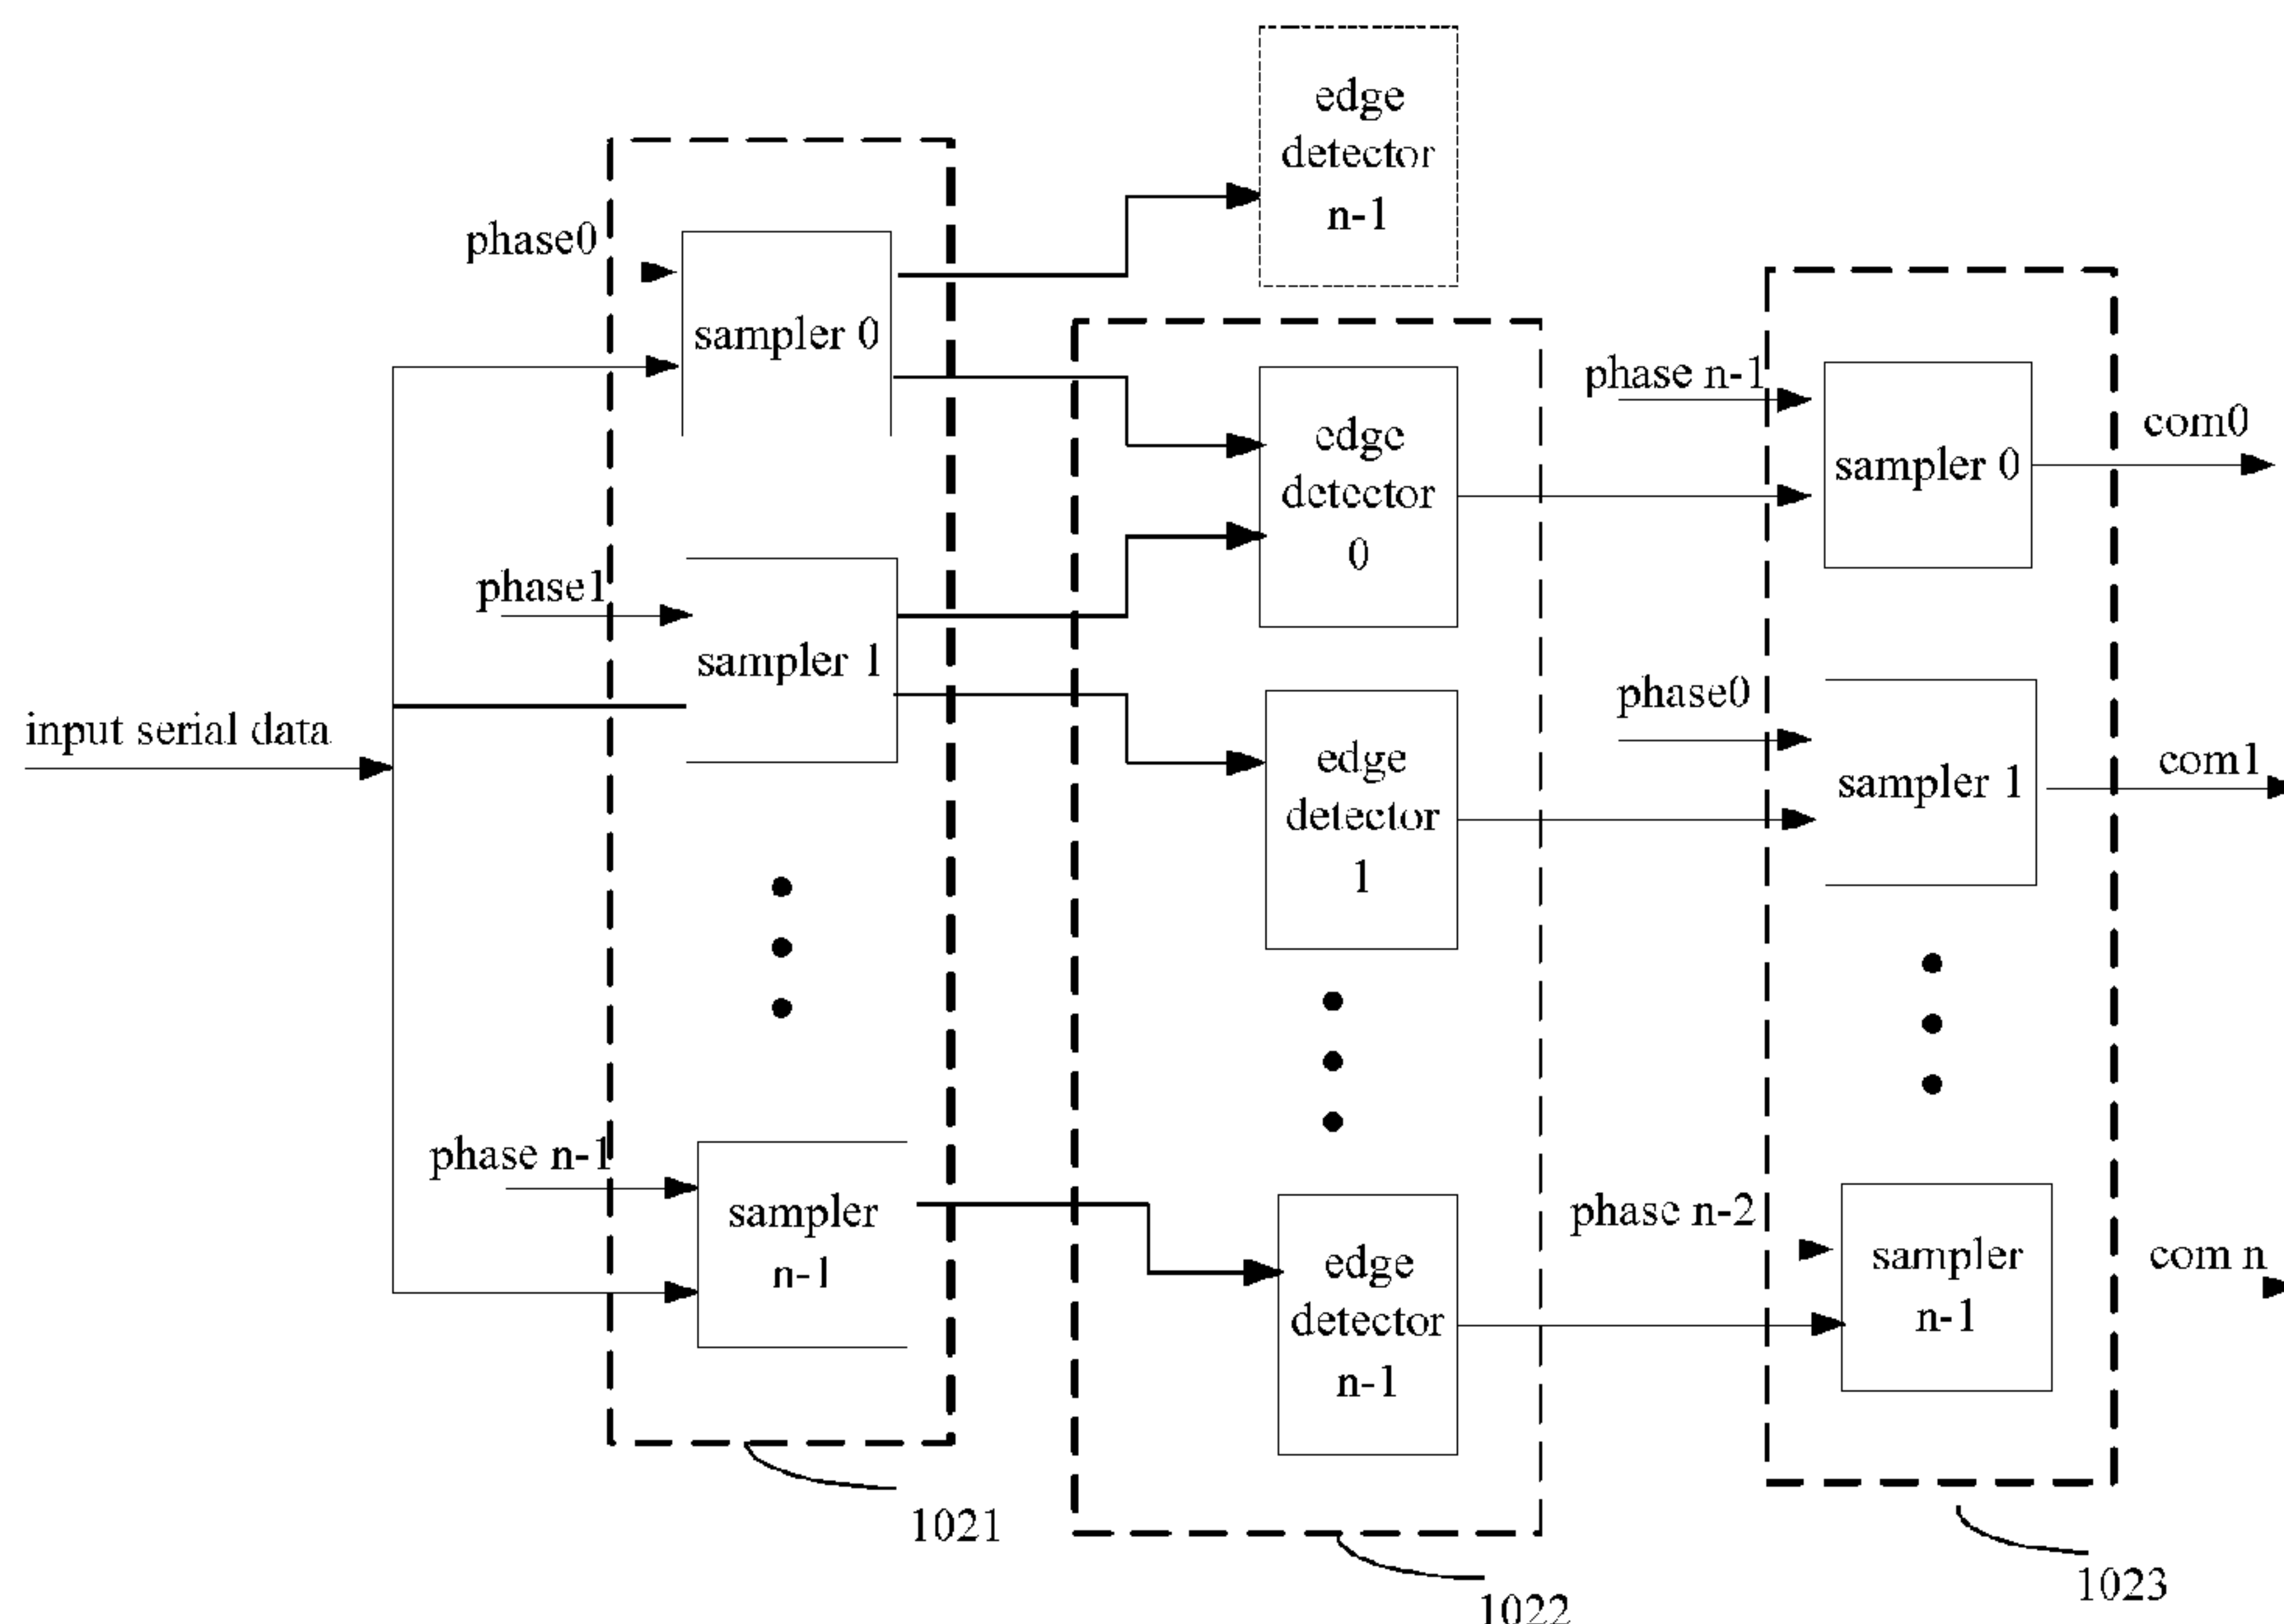 edge
detector
n-1
phase0
sampler 0
edge
detector
0
phase n-1
sampler 0
com0
phase1
sampler 1
input serial data
edge
detector
1
phase0
sampler 1
com1
phase n-1
sampler
n-1
edge
detector
n-1
phase n-2
sampler
n-1
com n
1021
1022
1023